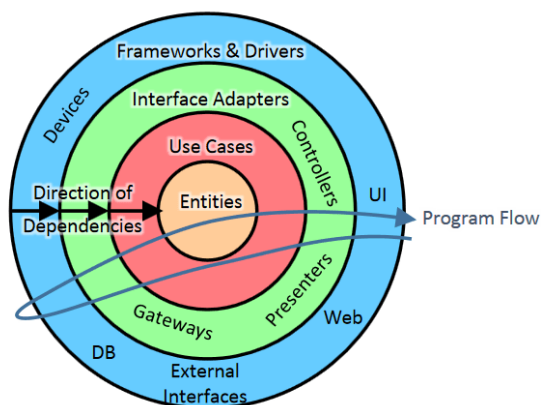 Frameworks & Drivers
Interface Adapters
Devices
Use Cases
Controllers
Direction of
Dependencies
Entities
UI
Program Flow
Gateways
Presenters
Web
DB
External
Interfaces